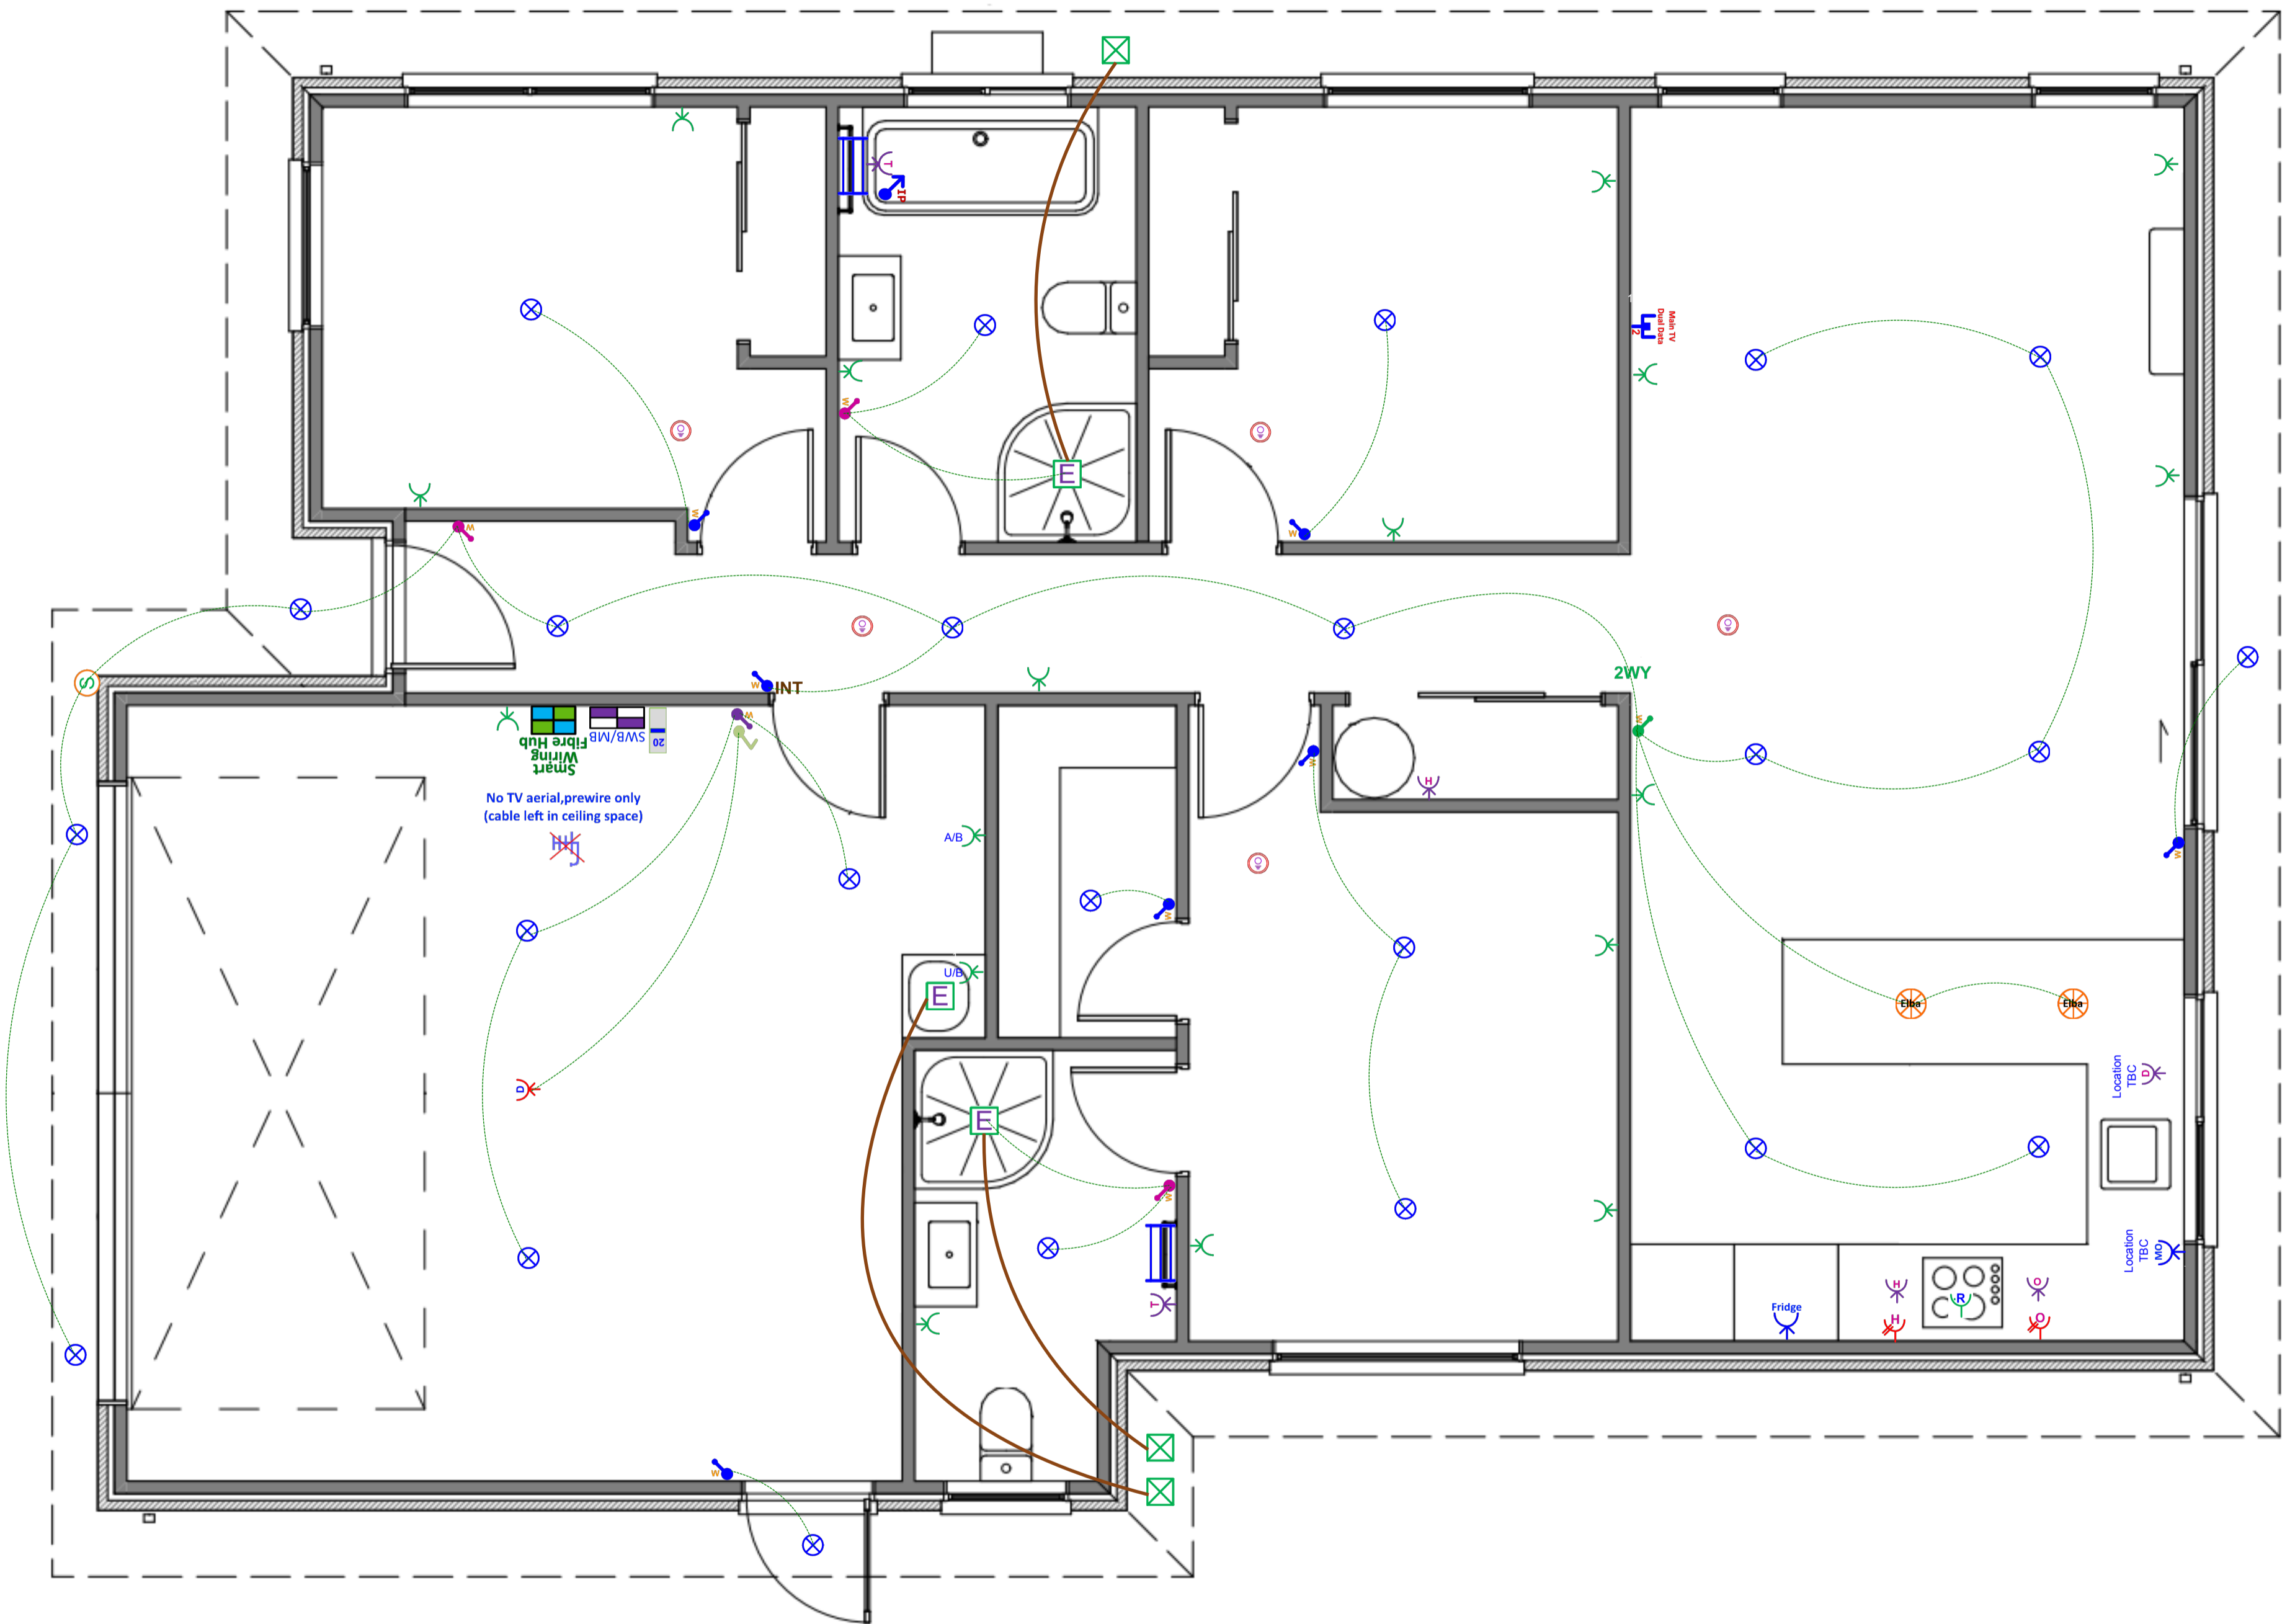 T
IP
Main TV
Dual Data
2
W
W
W
W
2WY
S
W
INT
W
W
SWB/MB
20
Smart
Wiring
Fibre Hub
No TV aerial,prewire only
(cable left in ceiling space)
H
W
A/B
W
W
U/B
E
E
E
Elba
Elba
D
Location
TBC
D
W
Location
TBC
MO
T
Fridge
H
R
O
H
O
W